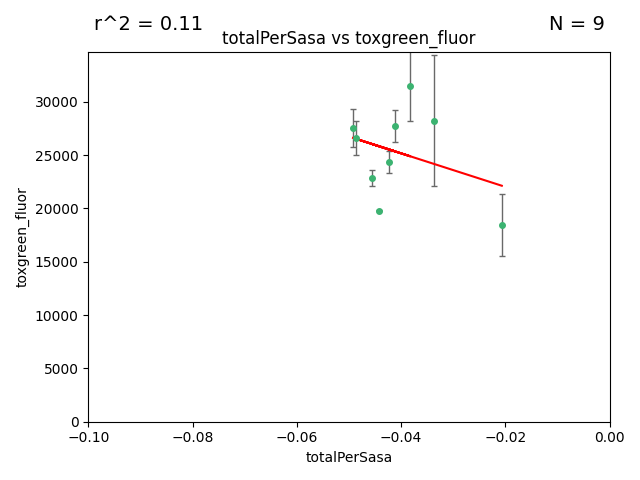 r^2 = 0.11
N = 9
totalPerSasa vs toxgreen_fluor
30000
25000
20000
15000
10000
5000
0
toxgreen_fluor
−0.10
−0.08
−0.06
−0.04
−0.02
0.00
totalPerSasa